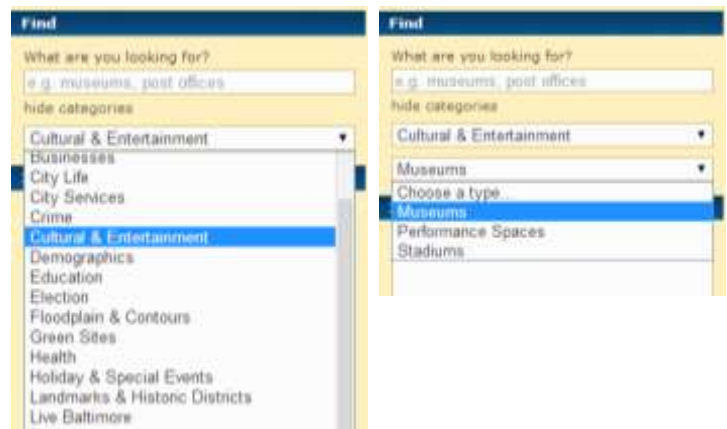 Find
What are you looking for?
e.g. museums, post offices
hide categories
Cultural & Entertainment
Businesses
City Life
City Services
Crime
Cultural & Entertainment
Demographics
Education
Election
Floodplain & Contours
Green Sites
Health
Holiday & Special Events
Landmarks & Historic Districts
Live Baltimore
Find
What are you looking for?
e.g. museums, post offices
hide categories
Cultural & Entertainment
Museums
Choose a type...
Museums
Performance Spaces
Stadiums